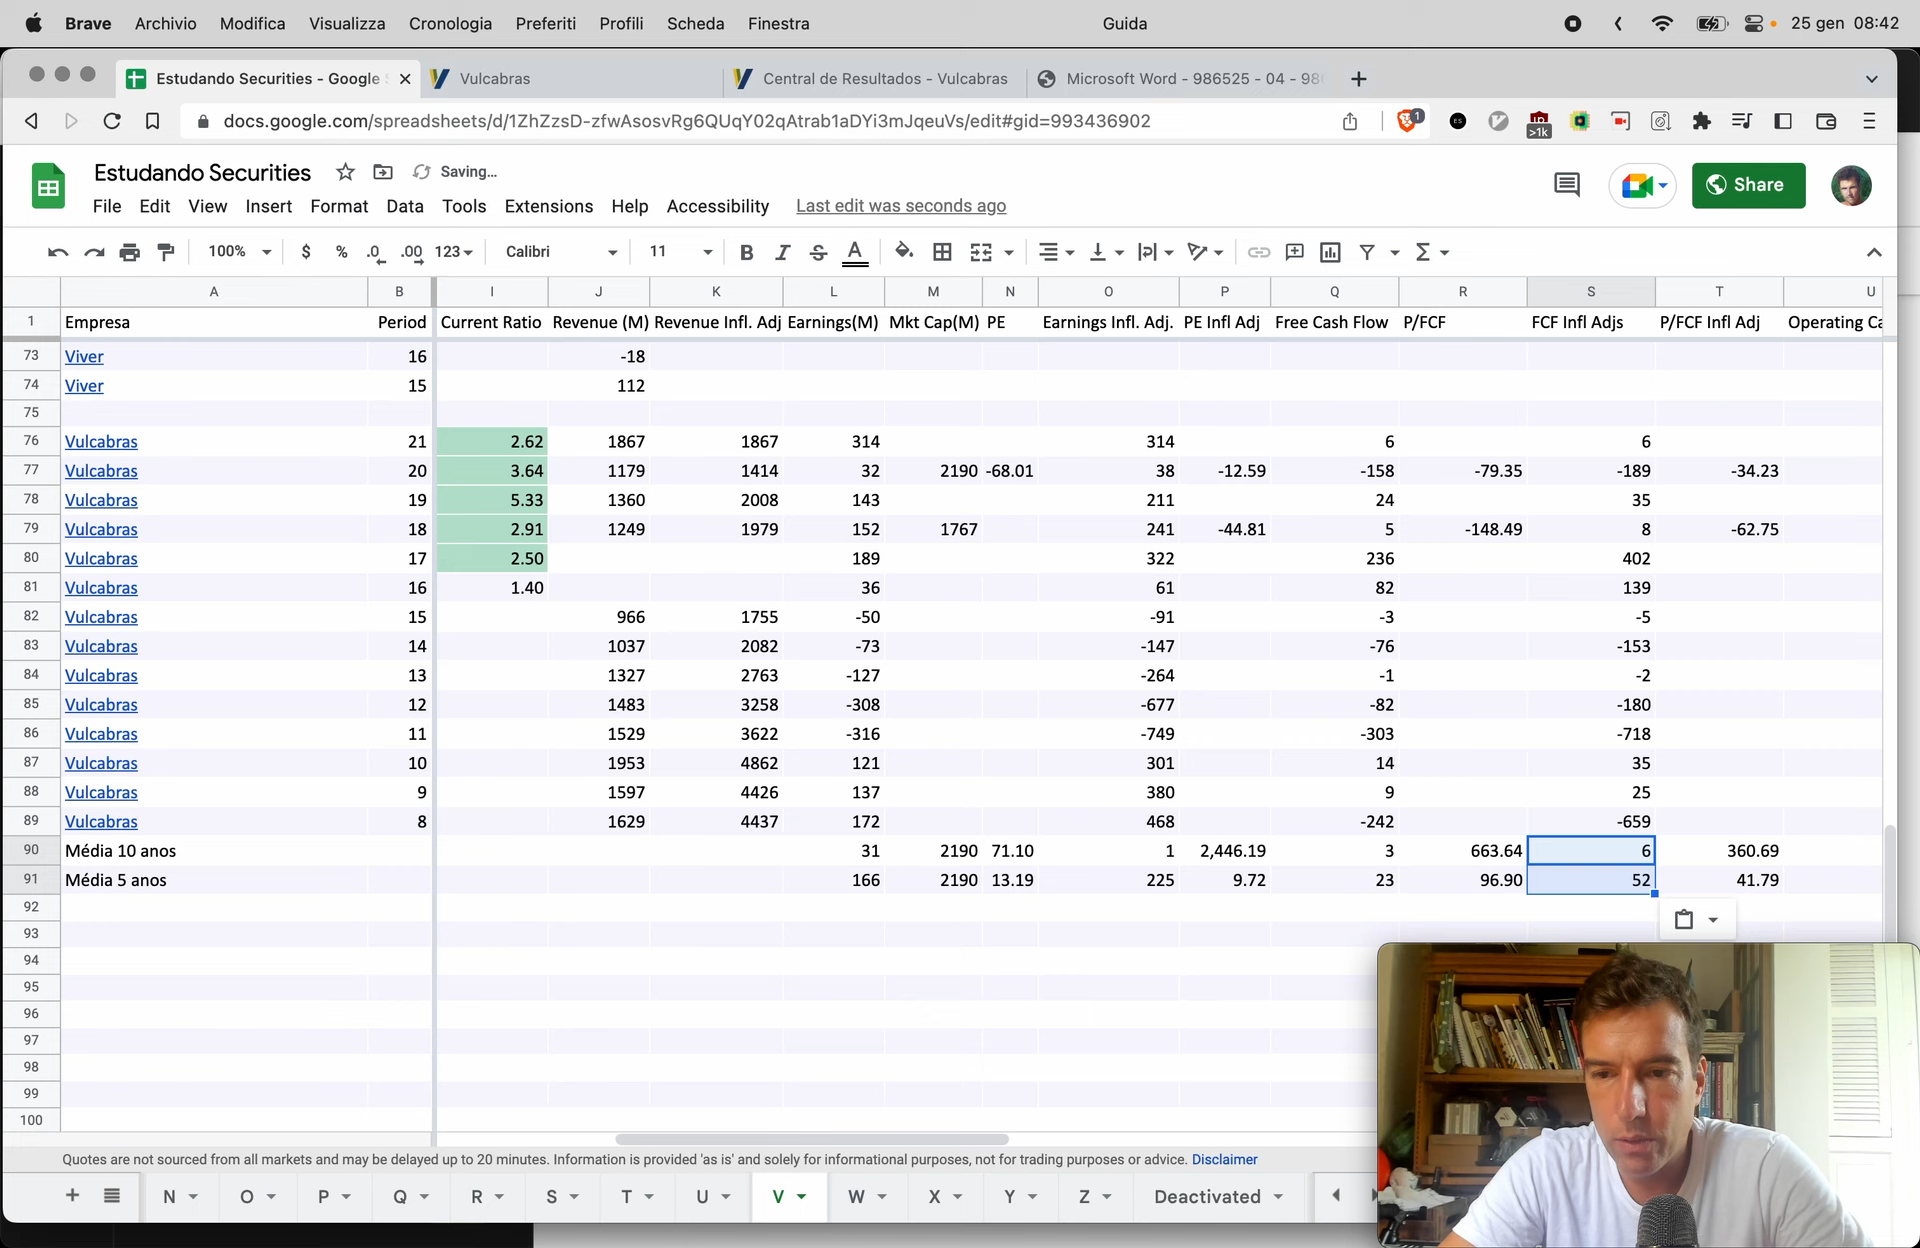 Brave Archivio Modifica Visualizza Cronologia Preferiti Profili Scheda Finestra Guida 25 gen 08:42
Estudando Securities - Google Vulcabras Central de Resultados - Vulcabras Microsoft Word - 986525 - 04 - 98
docs.google.com/spreadsheets/d/1ZhZzsD-zfwAsosvRg6QUqY02qAtrab1aDYi3mJqeuVs/edit#gid=993436902 1 >1k
Estudando Securities Saving... Share
File Edit View Insert Format Data Tools Extensions Help Accessibility Last edit was seconds ago
100% $ % .0 .00 123 Calibri 11 B I S A
A B I J K L M N O P Q R S T U
1 Empresa Period Current Ratio Revenue (M) Revenue Infl. Adj Earnings(M) Mkt Cap(M) PE Earnings Infl. Adj. PE Infl Adj Free Cash Flow P/FCF FCF Infl Adjs P/FCF Infl Adj Operating Ca
73 Viver 16 -18
74 Viver 15 112
75
76 Vulcabras 21 2.62 1867 1867 314 314 6 6
77 Vulcabras 20 3.64 1179 1414 32 2190 -68.01 38 -12.59 -158 -79.35 -189 -34.23
78 Vulcabras 19 5.33 1360 2008 143 211 24 35
79 Vulcabras 18 2.91 1249 1979 152 1767 241 -44.81 5 -148.49 8 -62.75
80 Vulcabras 17 2.50 189 322 236 402
81 Vulcabras 16 1.40 36 61 82 139
82 Vulcabras 15 966 1755 -50 -91 -3 -5
83 Vulcabras 14 1037 2082 -73 -147 -76 -153
84 Vulcabras 13 1327 2763 -127 -264 -1 -2
85 Vulcabras 12 1483 3258 -308 -677 -82 -180
86 Vulcabras 11 1529 3622 -316 -749 -303 -718
87 Vulcabras 10 1953 4862 121 301 14 35
88 Vulcabras 9 1597 4426 137 380 9 25
89 Vulcabras 8 1629 4437 172 468 -242 -659
90 Média 10 anos 31 2190 71.10 1 2,446.19 3 663.64 6 360.69
91 Média 5 anos 166 2190 13.19 225 9.72 23 96.90 52 41.79
92
93
94
95
96
97
98
99
100
Quotes are not sourced from all markets and may be delayed up to 20 minutes. Information is provided 'as is' and solely for informational purposes, not for trading purposes or advice. Disclaimer
N O P Q R S T U V W X Y Z Deactivated